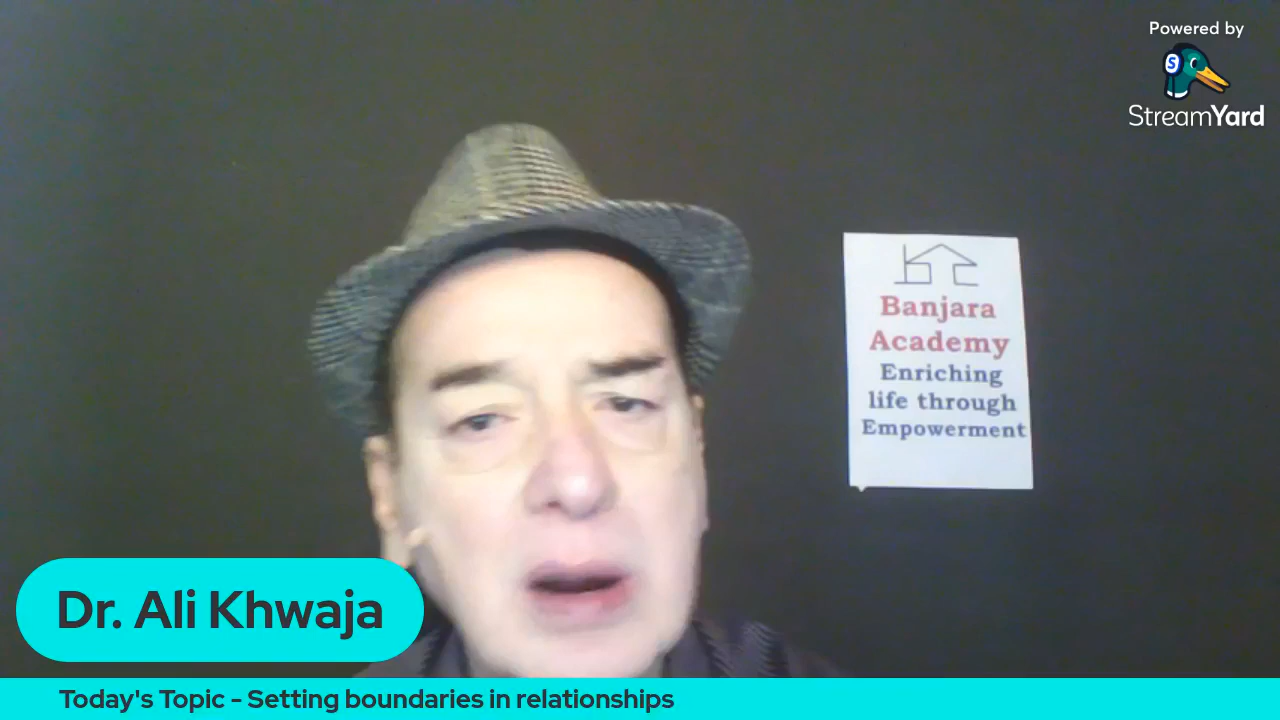 Powered by
S
StreamYard
Banjara
Academy
Enriching
life through
Empowerment
Dr. Ali Khwaja
Today's Topic - Setting boundaries in relationships